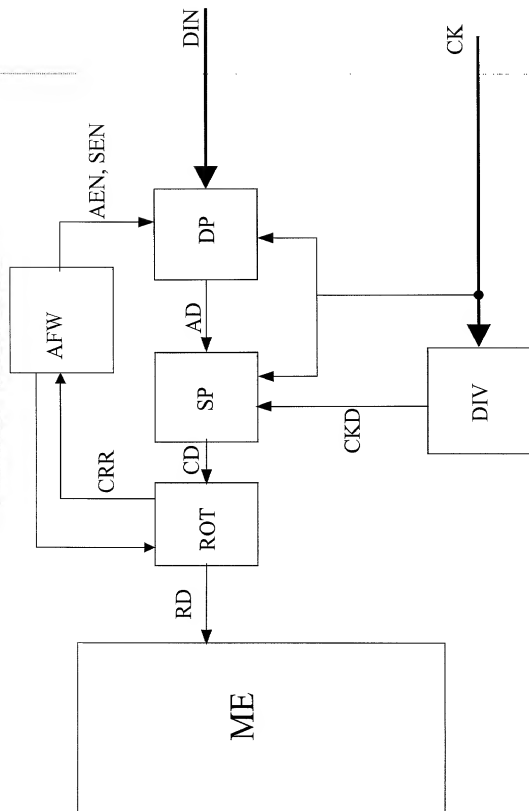 DIN
CK
AEN, SEN
DP
AFW
AD
SP
DIV
CKD
CD
CRR
ROT
RD
ME